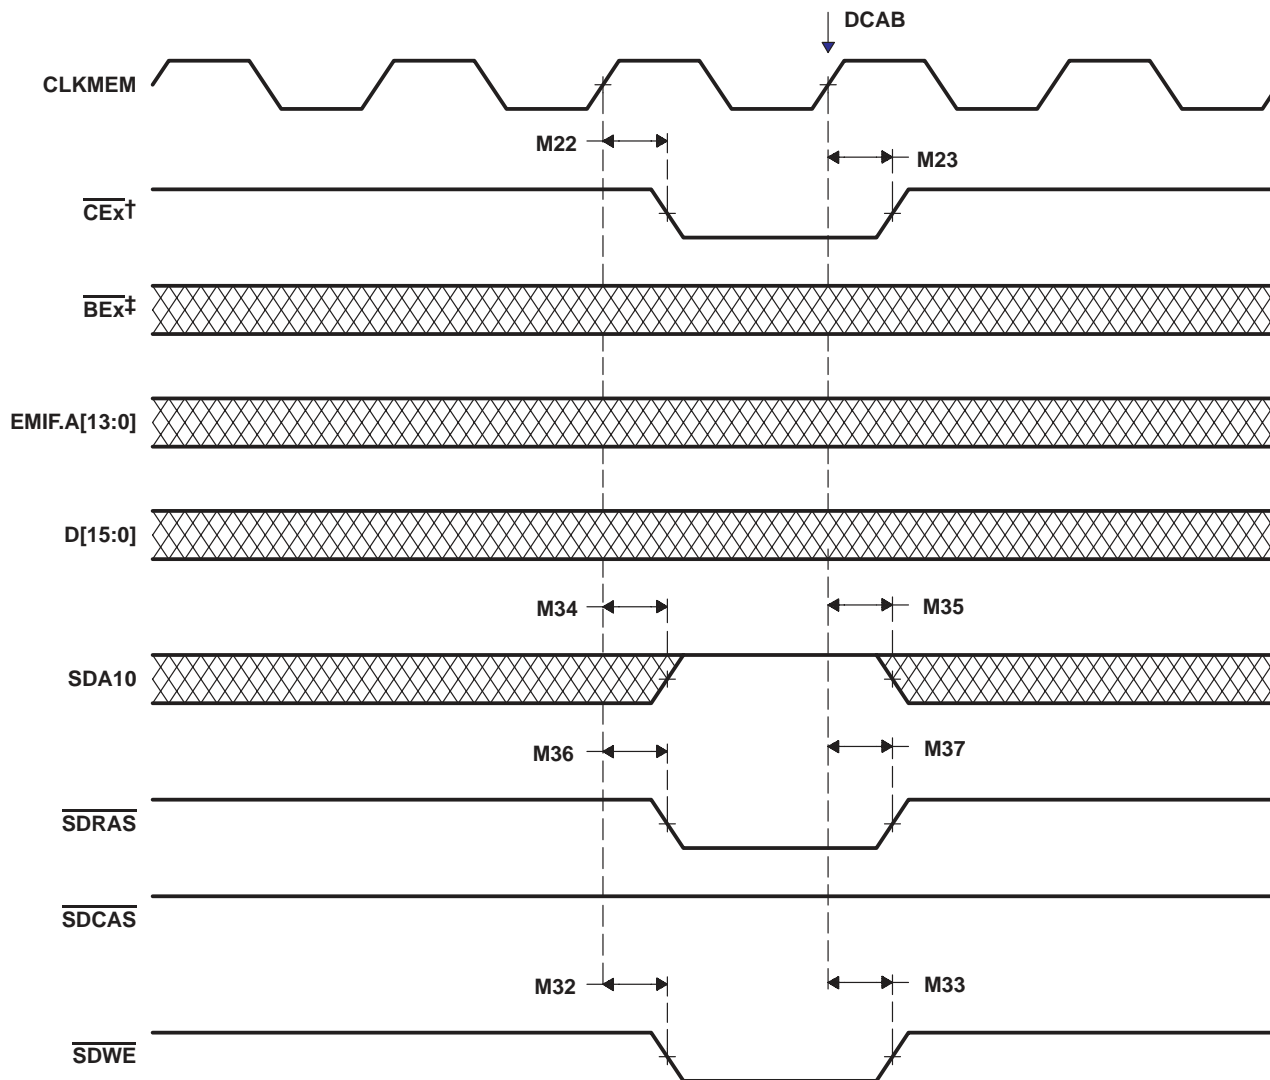 DCAB
CLKMEM
M22
M23
CEx†
BEx‡
EMIF.A[13:0]
D[15:0]
M34
M35
SDA10
M36
M37
SDRAS
SDCAS
M32
M33
SDWE